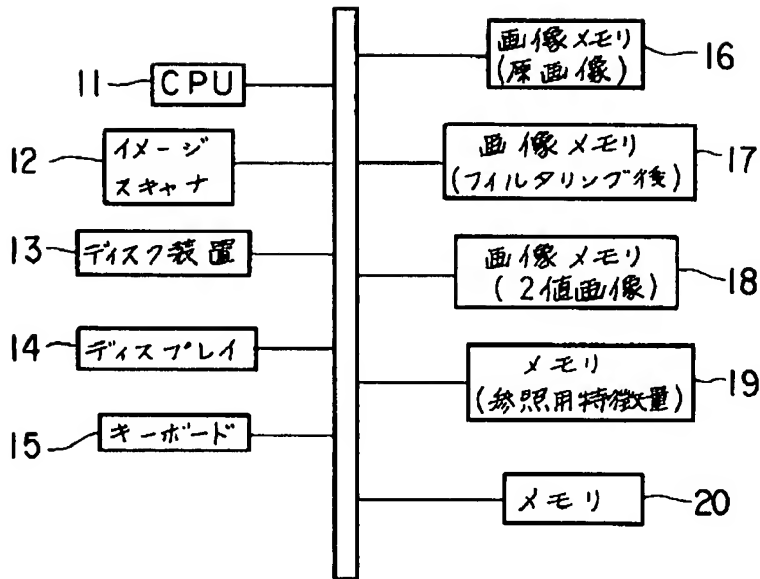 11
CPU
12
イメージ
スキャナ
13
ディスク装置
14
ディスプレイ
15
キーボード
画像メモリ
(原画像)
16
画像メモリ
(フィルタリング後)
17
画像メモリ
(2値画像)
18
メモリ
(参照用特徴量)
19
メモリ
20